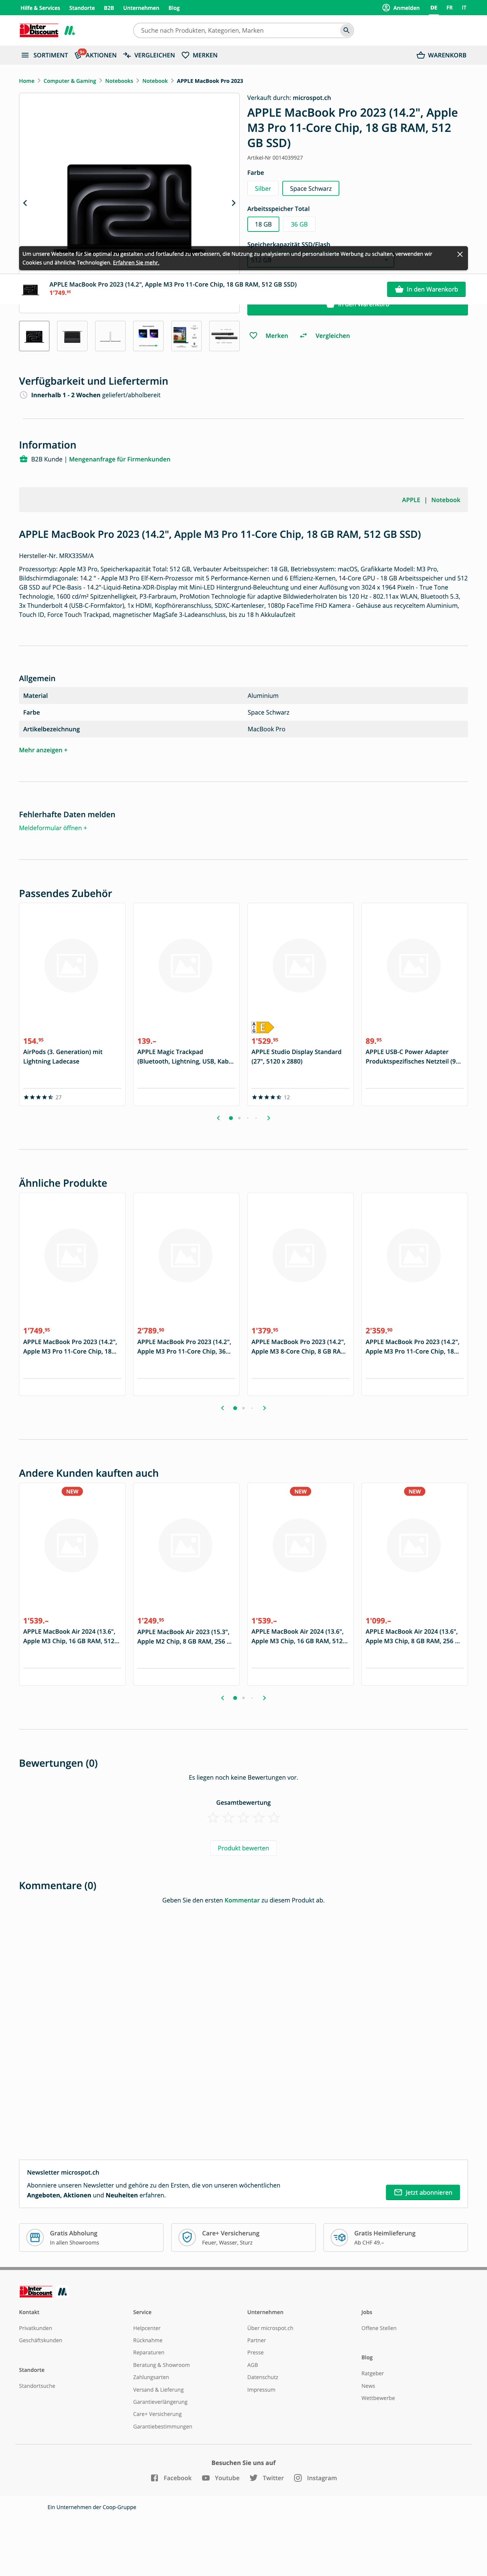 Hilfe & Services Standorte B2B Unternehmen Blog Anmelden DE FR IT
Inter Discount
Suche nach Produkten, Kategorien, Marken
SORTIMENT AKTIONEN VERGLEICHEN MERKEN WARENKORB
Home Computer & Gaming Notebooks Notebook APPLE MacBook Pro 2023
Verkauft durch: microspot.ch
APPLE MacBook Pro 2023 (14.2", Apple
M3 Pro 11-Core Chip, 18 GB RAM, 512
GB SSD)
Artikel-Nr 0014039927
Farbe
Silber Space Schwarz
Arbeitsspeicher Total
18 GB 36 GB
Speicherkapazität SSD/Flash
Um unsere Webseite für Sie optimal zu gestalten und fortlaufend zu verbessern, die Nutzung zu analysieren und personalisierte Werbung zu schalten, verwenden wir
Cookies und ähnliche Technologien. Erfahren Sie mehr.
APPLE MacBook Pro 2023 (14.2", Apple M3 Pro 11-Core Chip, 18 GB RAM, 512 GB SSD)
1'749.95
In den Warenkorb
Merken Vergleichen
Verfügbarkeit und Liefertermin
Innerhalb 1 - 2 Wochen geliefert/abholbereit
Information
B2B Kunde | Mengenanfrage für Firmenkunden
APPLE | Notebook
APPLE MacBook Pro 2023 (14.2", Apple M3 Pro 11-Core Chip, 18 GB RAM, 512 GB SSD)
Hersteller-Nr. MRX33SM/A
Prozessortyp: Apple M3 Pro, Speicherkapazität Total: 512 GB, Verbauter Arbeitsspeicher: 18 GB, Betriebssystem: macOS, Grafikkarte Modell: M3 Pro,
Bildschirmdiagonale: 14.2 " - Apple M3 Pro Elf-Kern-Prozessor mit 5 Performance-Kernen und 6 Effizienz-Kernen, 14-Core GPU - 18 GB Arbeitsspeicher und 512
GB SSD auf PCIe-Basis - 14.2"-Liquid-Retina-XDR-Display mit Mini-LED Hintergrund-Beleuchtung und einer Auflösung von 3024 x 1964 Pixeln - True Tone
Technologie, 1600 cd/m² Spitzenhelligkeit, P3-Farbraum, ProMotion Technologie für adaptive Bildwiederholraten bis 120 Hz - 802.11ax WLAN, Bluetooth 5.3,
3x Thunderbolt 4 (USB-C-Formfaktor), 1x HDMI, Kopfhöreranschluss, SDXC-Kartenleser, 1080p FaceTime FHD Kamera - Gehäuse aus recyceltem Aluminium,
Touch ID, Force Touch Trackpad, magnetischer MagSafe 3-Ladeanschluss, bis zu 18 h Akkulaufzeit
Allgemein
Material Aluminium
Farbe Space Schwarz
Artikelbezeichnung MacBook Pro
Mehr anzeigen +
Fehlerhafte Daten melden
Meldeformular öffnen +
Passendes Zubehör
154.95 139.– 1'529.95 89.95
AirPods (3. Generation) mit APPLE Magic Trackpad APPLE Studio Display Standard APPLE USB-C Power Adapter
Lightning Ladecase (Bluetooth, Lightning, USB, Kab... (27", 5120 x 2880) Produktspezifisches Netzteil (9...
27 12
Ähnliche Produkte
1'749.95 2'789.90 1'379.95 2'359.90
APPLE MacBook Pro 2023 (14.2", APPLE MacBook Pro 2023 (14.2", APPLE MacBook Pro 2023 (14.2", APPLE MacBook Pro 2023 (14.2",
Apple M3 Pro 11-Core Chip, 18... Apple M3 Pro 11-Core Chip, 36... Apple M3 8-Core Chip, 8 GB RA... Apple M3 Pro 11-Core Chip, 18...
Andere Kunden kauften auch
NEW NEW NEW
1'539.– 1'249.95 1'539.– 1'099.–
APPLE MacBook Air 2024 (13.6", APPLE MacBook Air 2023 (15.3", APPLE MacBook Air 2024 (13.6", APPLE MacBook Air 2024 (13.6",
Apple M3 Chip, 16 GB RAM, 512... Apple M2 Chip, 8 GB RAM, 256 ... Apple M3 Chip, 16 GB RAM, 512... Apple M3 Chip, 8 GB RAM, 256 ...
Bewertungen (0)
Es liegen noch keine Bewertungen vor.
Gesamtbewertung
Produkt bewerten
Kommentare (0)
Geben Sie den ersten Kommentar zu diesem Produkt ab.
Newsletter microspot.ch
Abonniere unseren Newsletter und gehöre zu den Ersten, die von unseren wöchentlichen
Angeboten, Aktionen und Neuheiten erfahren.
Jetzt abonnieren
Gratis Abholung Care+ Versicherung Gratis Heimlieferung
In allen Showrooms Feuer, Wasser, Sturz Ab CHF 49.–
Inter Discount
Kontakt Service Unternehmen Jobs
Privatkunden Helpcenter Über microspot.ch Offene Stellen
Geschäftskunden Rücknahme Partner
Reparaturen Presse Blog
Standorte Beratung & Showroom AGB Ratgeber
Standortsuche Zahlungsarten Datenschutz News
Versand & Lieferung Impressum Wettbewerbe
Garantieverlängerung
Care+ Versicherung
Garantiebestimmungen
Besuchen Sie uns auf
Facebook Youtube Twitter Instagram
Ein Unternehmen der Coop-Gruppe